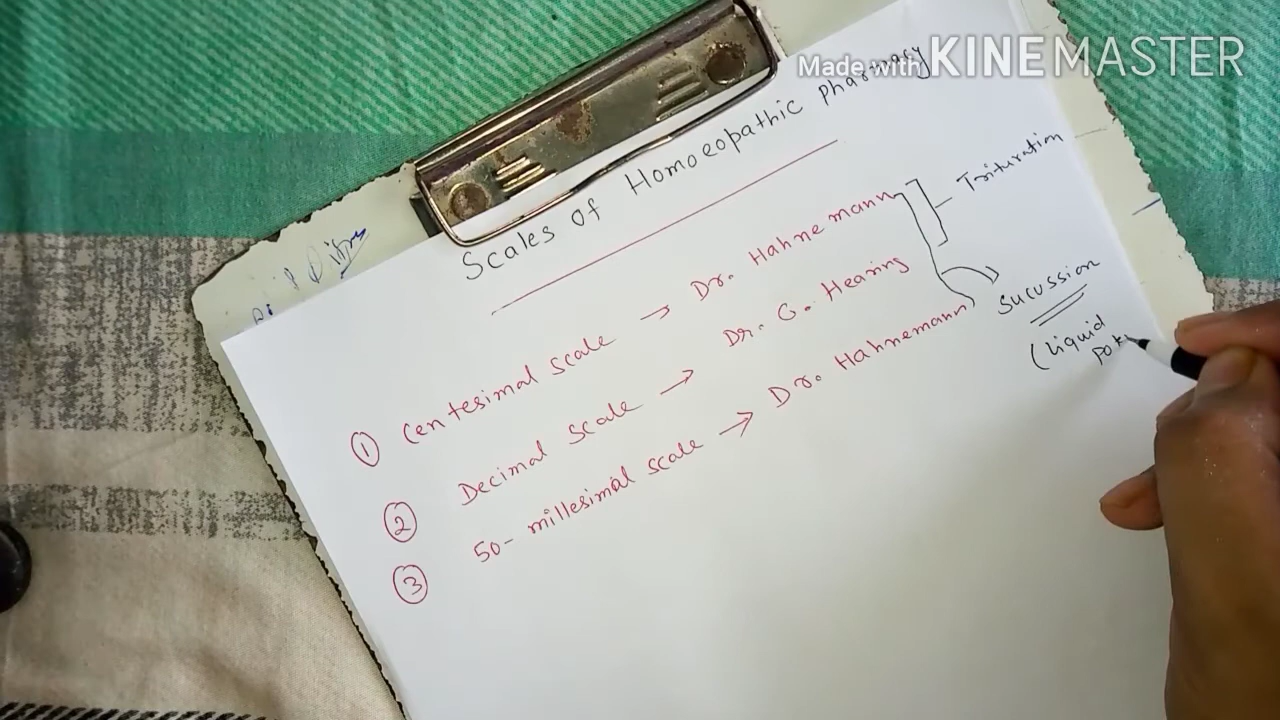 Made with KINEMASTER
Scales of Homoeopathic pharmacy
① Centesimal scale → Dr. Hahnemann
② Decimal scale → Dr. C. Hearing
③ 50-millesimal scale → Dr. Hahnemann
Trituration
Sucussion
(Liquid